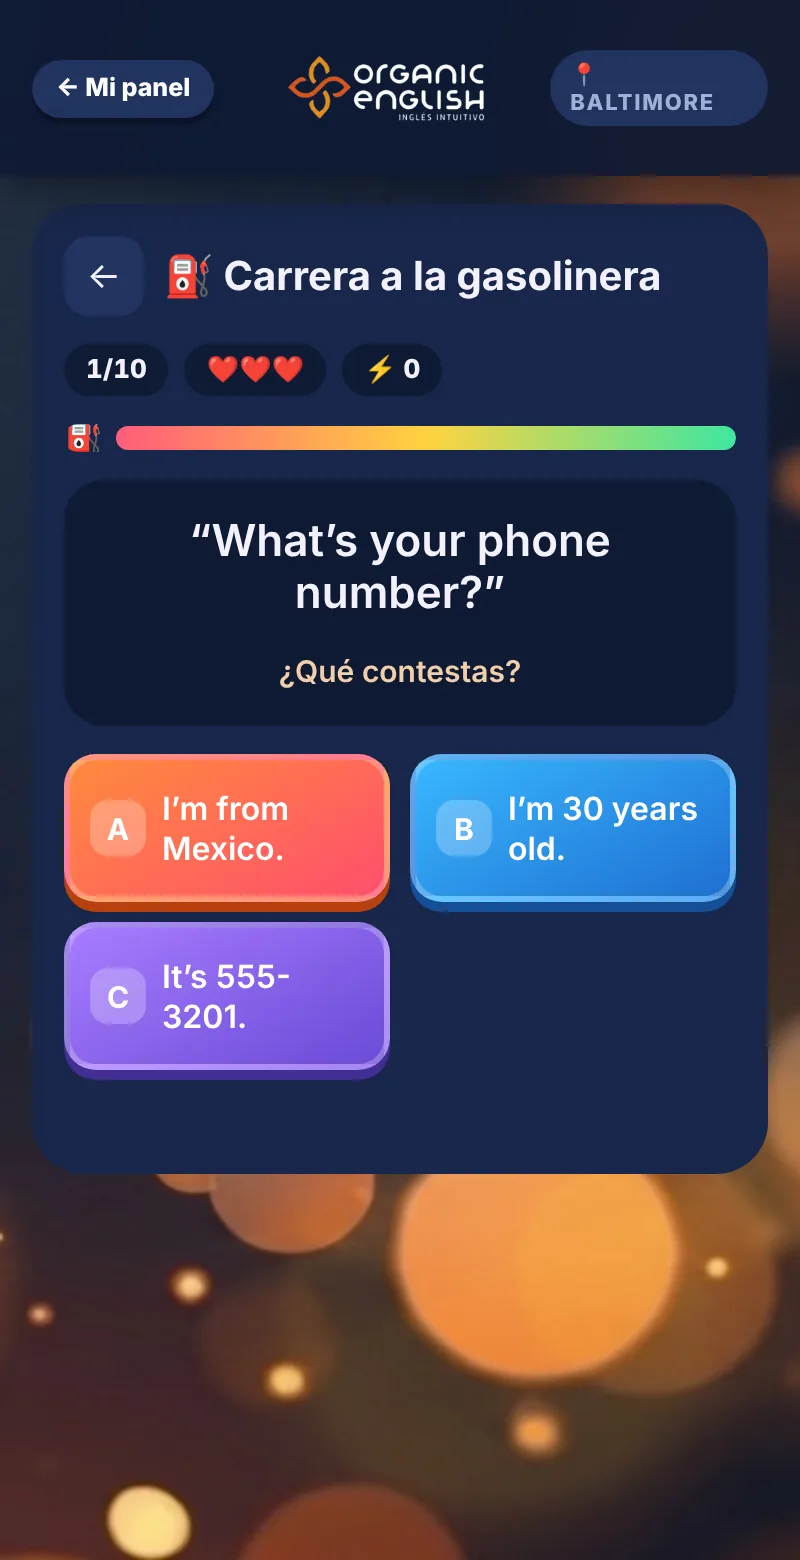 ← Mi panel
ORGANIC
ENGLISH
INGLÉS INTUITIVO
📍
BALTIMORE
←
⛽ Carrera a la gasolinera
1/10
❤️❤️❤️
⚡ 0
⛽
“What’s your phone
number?”
¿Qué contestas?
A
I’m from
Mexico.
B
I’m 30 years
old.
C
It’s 555-
3201.